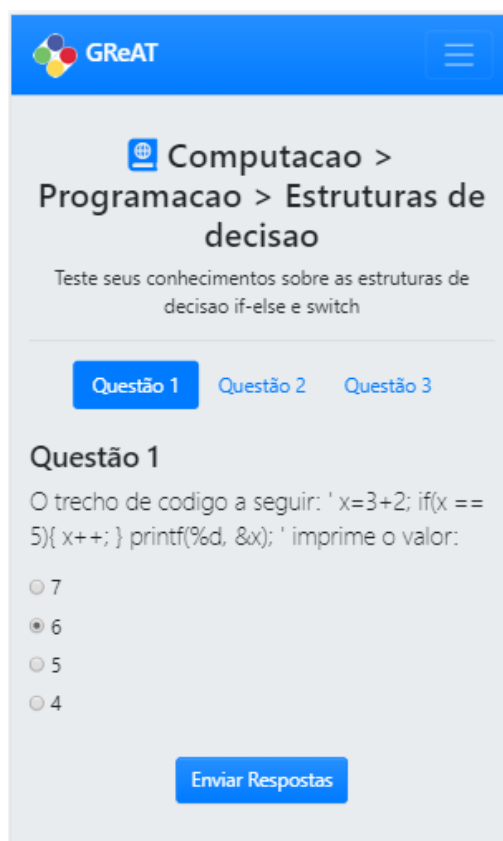 GReAT
Computacao >
Programacao > Estruturas de
decisao
Teste seus conhecimentos sobre as estruturas de
decisao if-else e switch
Questão 1
Questão 2
Questão 3
Questão 1
O trecho de codigo a seguir: ' x=3+2; if(x ==
5){ x++; } printf(%d, &x); ' imprime o valor:
7
6
5
4
Enviar Respostas